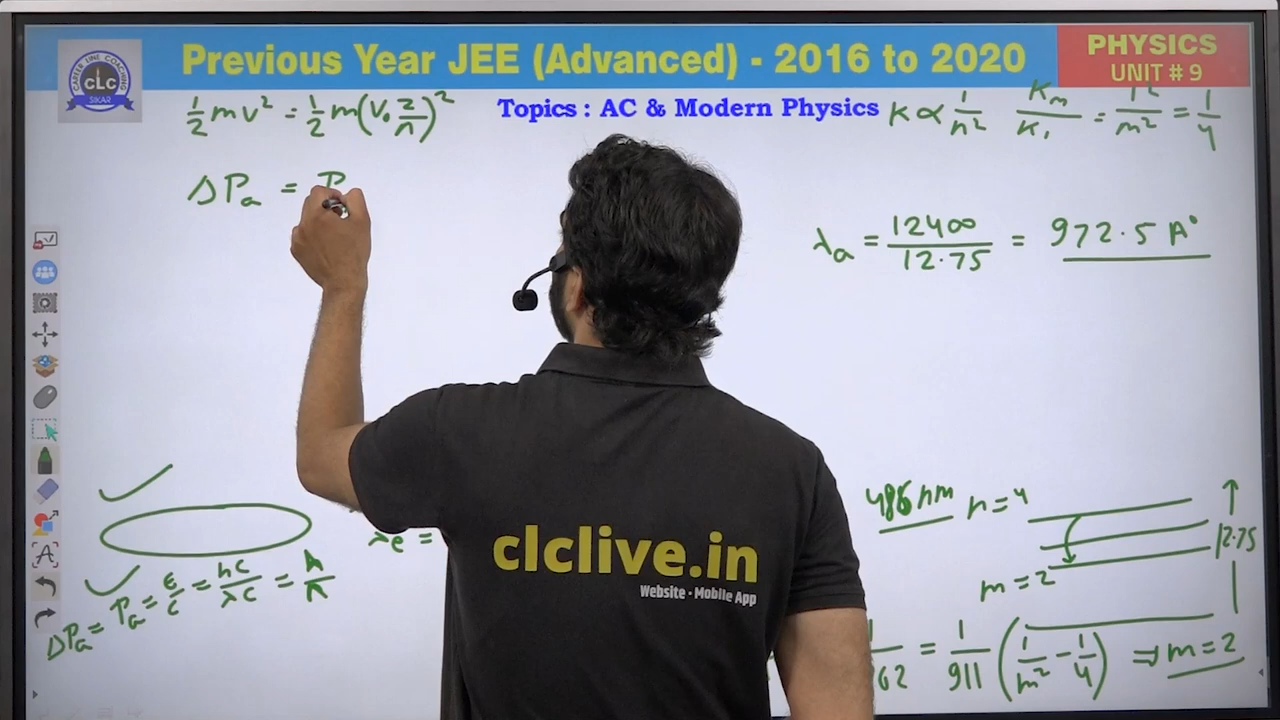 Previous Year JEE (Advanced) - 2016 to 2020
PHYSICS
UNIT # 9
CAREER LINE COACHING
CLC
SIKAR
Topics : AC & Modern Physics
½mv² = ½m(V₀ z/n)²
K ∝ 1/n² Kₘ/K₁ = 1²/m² = 1/4
ΔPₐ = P
λₐ = 12400/12.75 = 972.5 A°
λe =
486 nm n=4
12.75
m=2
Pₐ = E/C = hC/λC = h/λ
ΔPₐ =
= 1/911 (1/m² - 1/4) ⇒ m=2
clclive.in
Website - Mobile App